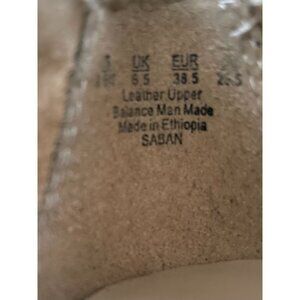 UK EUR
6.5 38.5
Leather Upper
Balance Man Made
Made in Ethiopia
SABAN